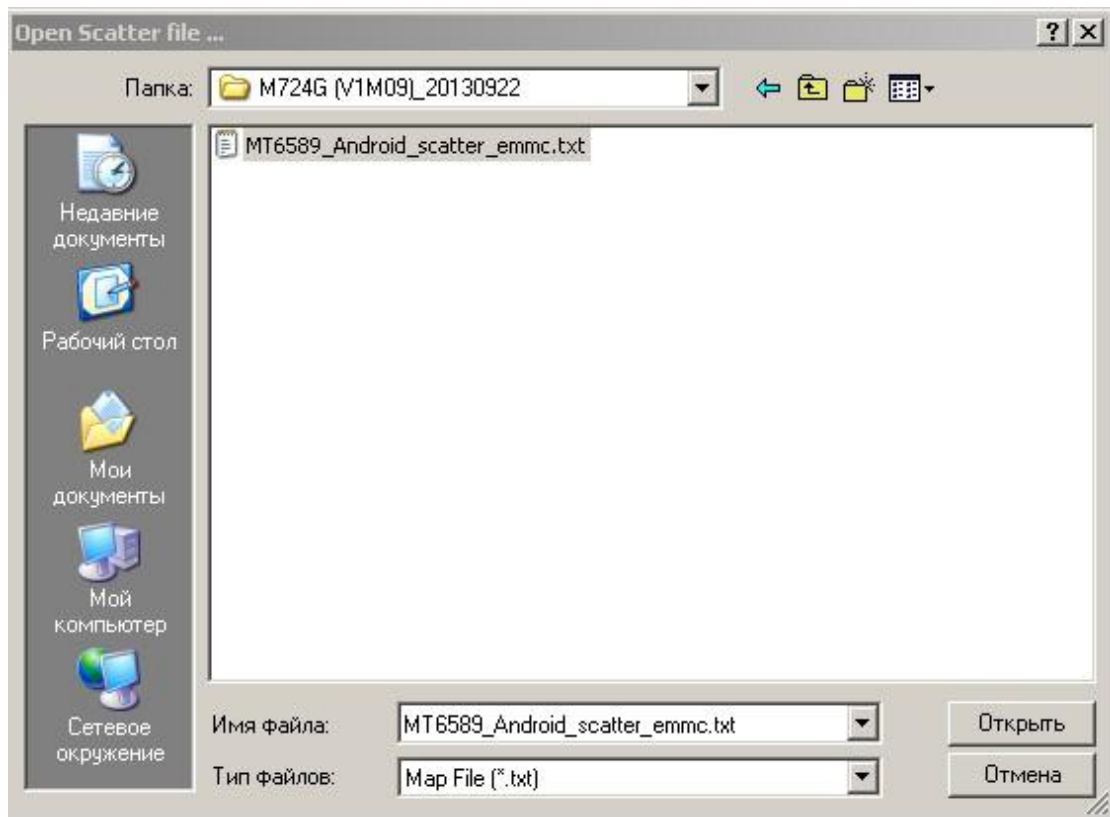 Open Scatter file ...
Папка:
M724G (V1M09)_20130922
MT6589_Android_scatter_emmc.txt
Недавние
документы
Рабочий стол
Мои
документы
Мой
компьютер
Сетевое
окружение
Имя файла:
MT6589_Android_scatter_emmc.txt
Открыть
Тип файлов:
Map File (*.txt)
Отмена